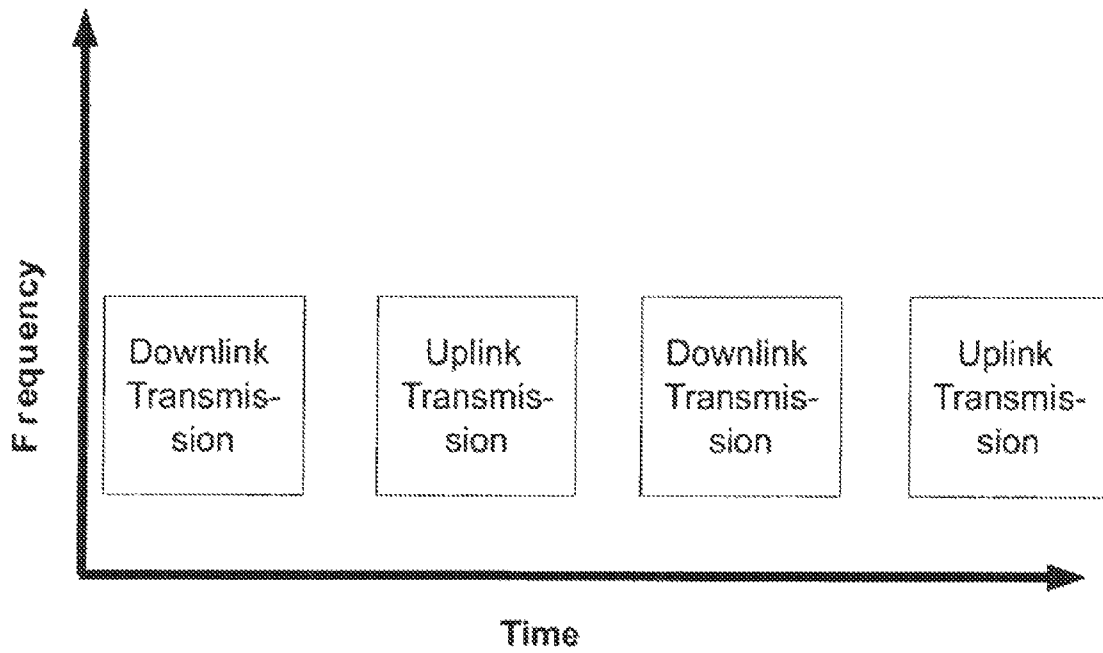 Frequency
Downlink
Transmis-
sion
Uplink
Transmis-
sion
Downlink
Transmis-
sion
Uplink
Transmis-
sion
Time